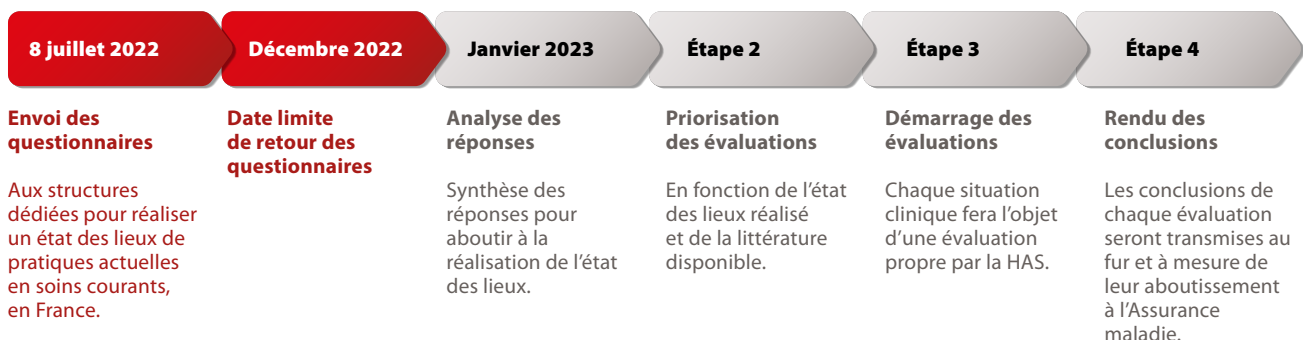 8 juillet 2022
Décembre 2022
Janvier 2023
Étape 2
Étape 3
Étape 4
Envoi des
questionnaires
Aux structures
dédiées pour réaliser
un état des lieux de
pratiques actuelles
en soins courants,
en France.
Date limite
de retour des
questionnaires
Analyse des
réponses
Synthèse des
réponses pour
aboutir à la
réalisation de l’état
des lieux.
Priorisation
des évaluations
En fonction de l’état
des lieux réalisé
et de la littérature
disponible.
Démarrage des
évaluations
Chaque situation
clinique fera l’objet
d’une évaluation
propre par la HAS.
Rendu des
conclusions
Les conclusions de
chaque évaluation
seront transmises au
fur et à mesure de
leur aboutissement
à l’Assurance
maladie.